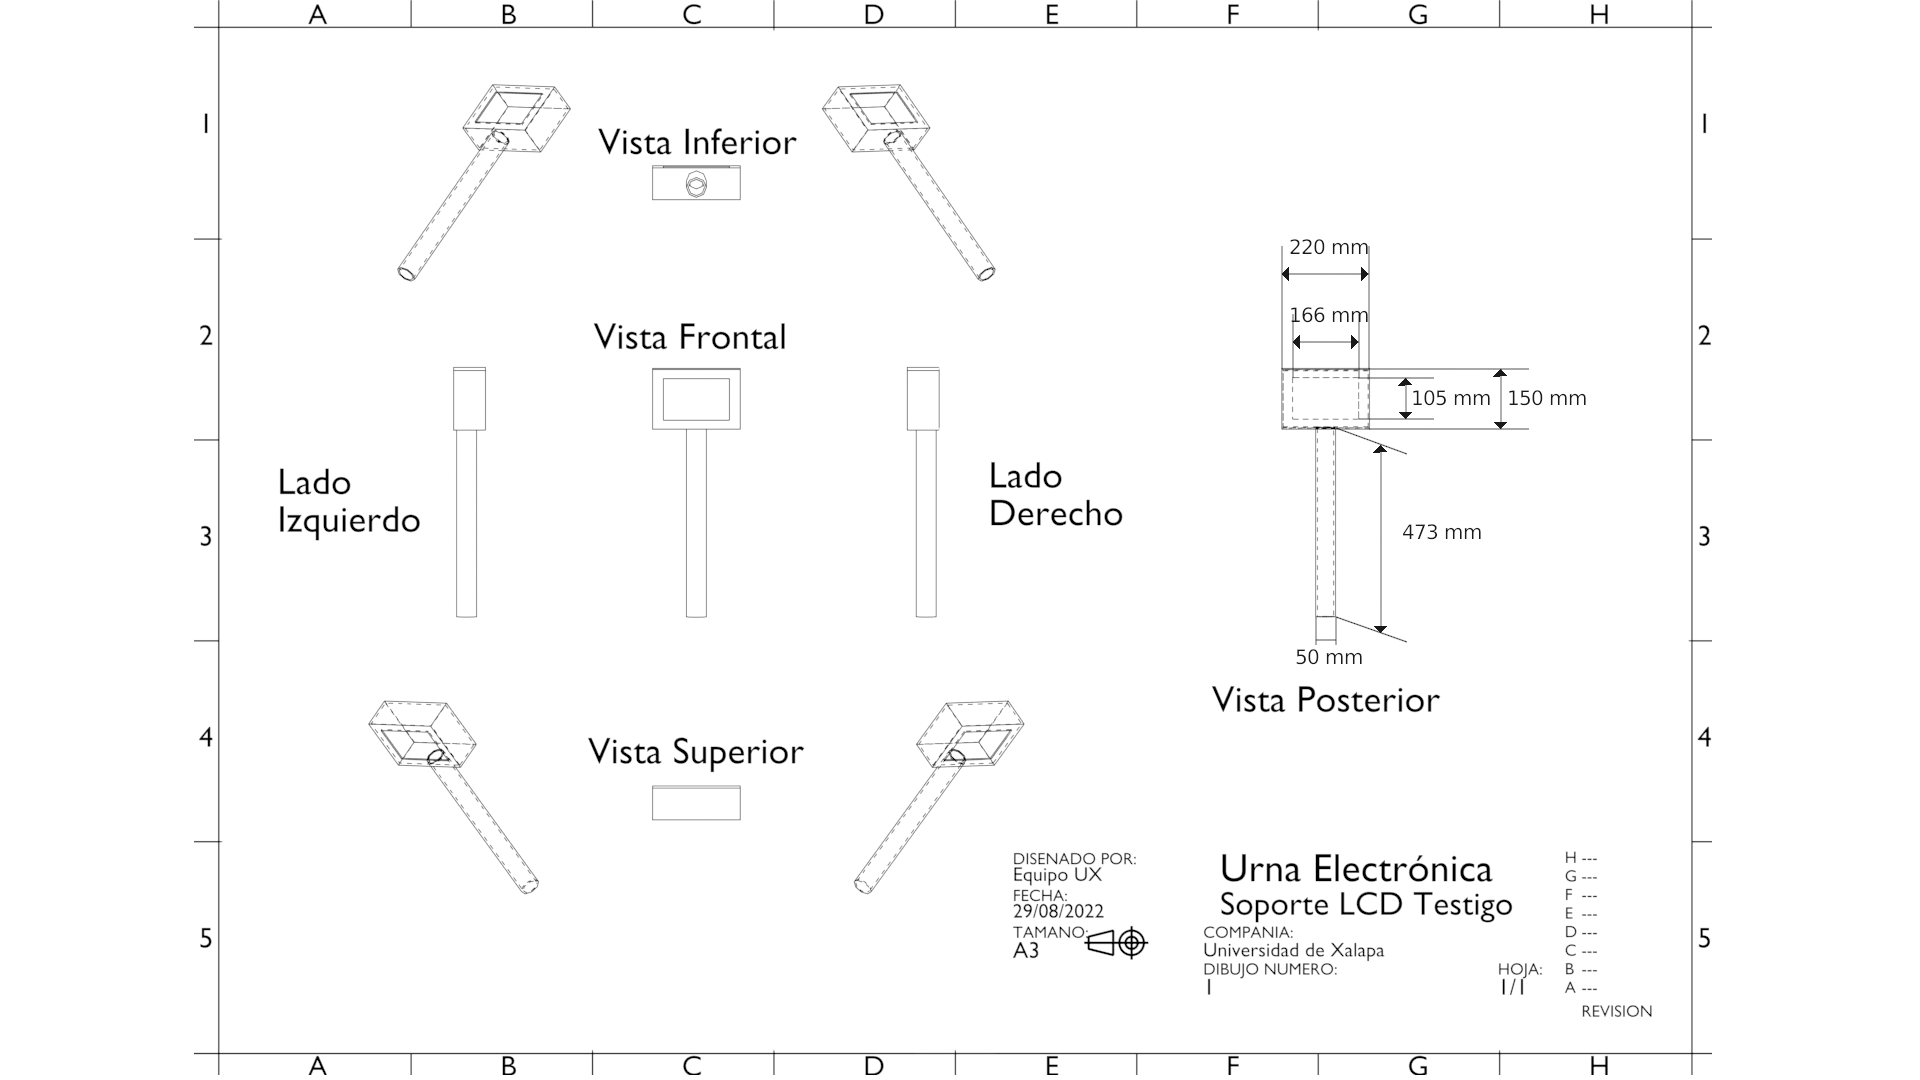 A B C D E F G H
1 1
Vista Inferior
220 mm
166 mm
2 2
Vista Frontal
105 mm 150 mm
Lado
Izquierdo
Lado
Derecho
3 3
473 mm
50 mm
Vista Posterior
4 4
Vista Superior
DISENADO POR:
Equipo UX
FECHA:
29/08/2022
TAMANO:
A3
Urna Electrónica
Soporte LCD Testigo
COMPANIA:
Universidad de Xalapa
DIBUJO NUMERO:
1
HOJA:
1/1
H ---
G ---
F ---
E ---
D ---
C ---
B ---
A ---
REVISION
5 5
A B C D E F G H